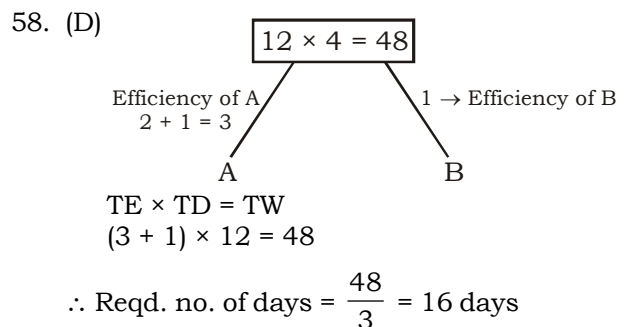 58. (D)
12 × 4 = 48
Efficiency of A
2 + 1 = 3
1 → Efficiency of B
A
B
TE × TD = TW
(3 + 1) × 12 = 48
∴ Reqd. no. of days = 48/3 = 16 days